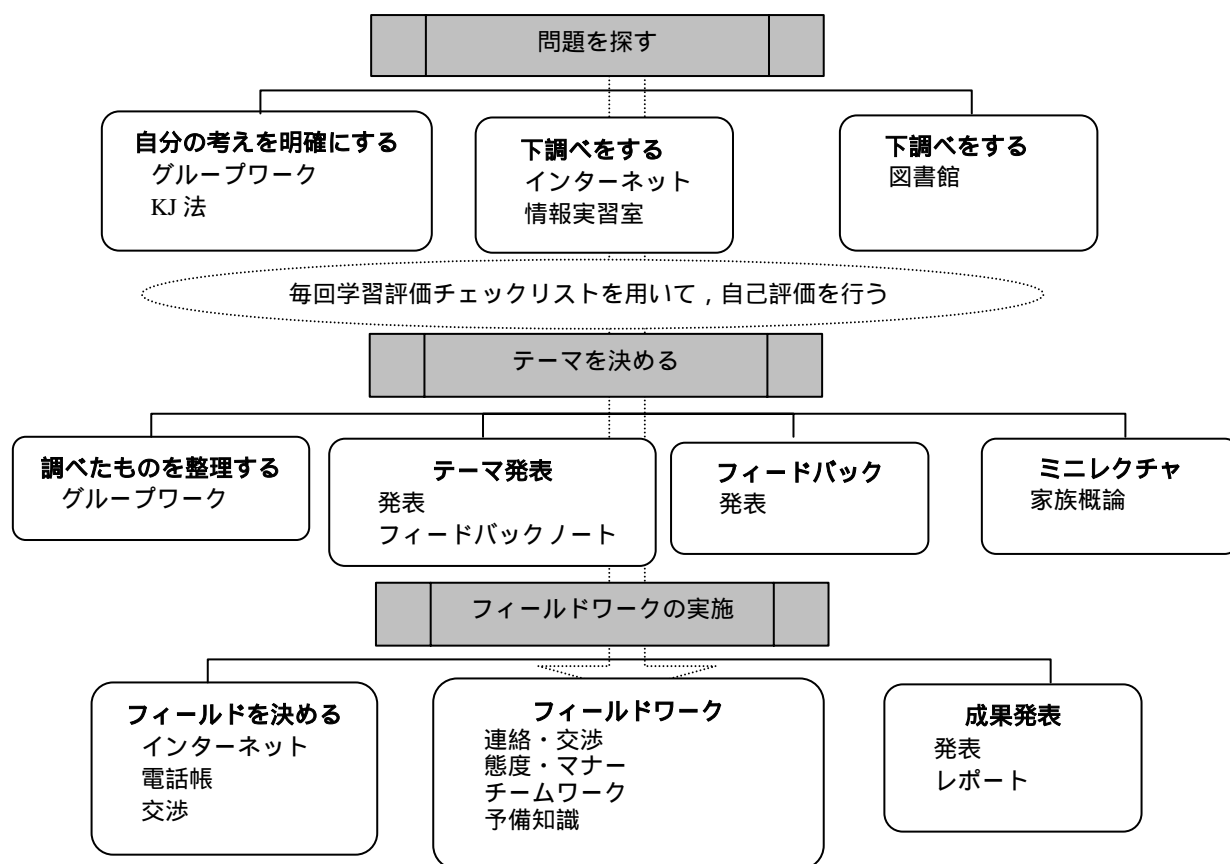 問題を探す
自分の考えを明確にする
グループワーク
KJ 法
下調べをする
インターネット
情報実習室
下調べをする
図書館
毎回学習評価チェックリストを用いて，自己評価を行う
テーマを決める
調べたものを整理する
グループワーク
テーマ発表
発表
フィードバックノート
フィードバック
発表
ミニレクチャ
家族概論
フィールドワークの実施
フィールドを決める
インターネット
電話帳
交渉
フィールドワーク
連絡・交渉
態度・マナー
チームワーク
予備知識
成果発表
発表
レポート